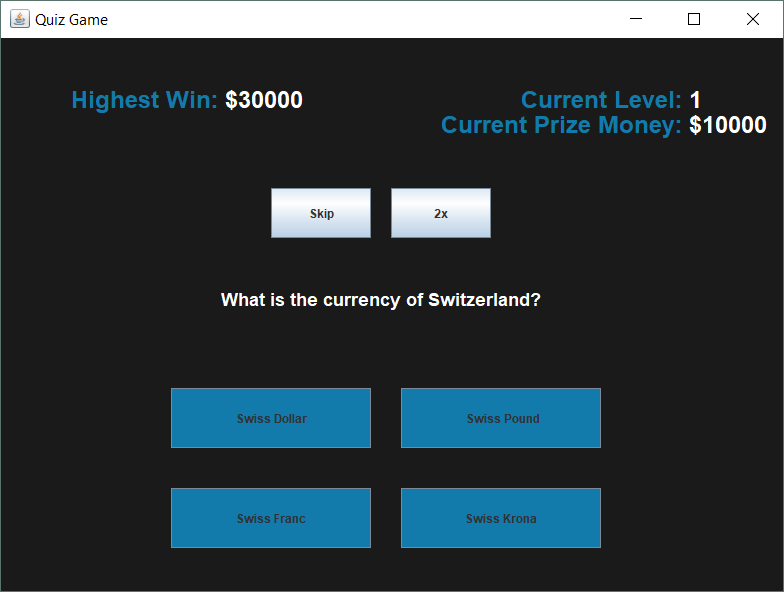 Quiz Game
Highest Win: $30000
Current Level: 1
Current Prize Money: $10000
Skip
2x
What is the currency of Switzerland?
Swiss Dollar
Swiss Pound
Swiss Franc
Swiss Krona